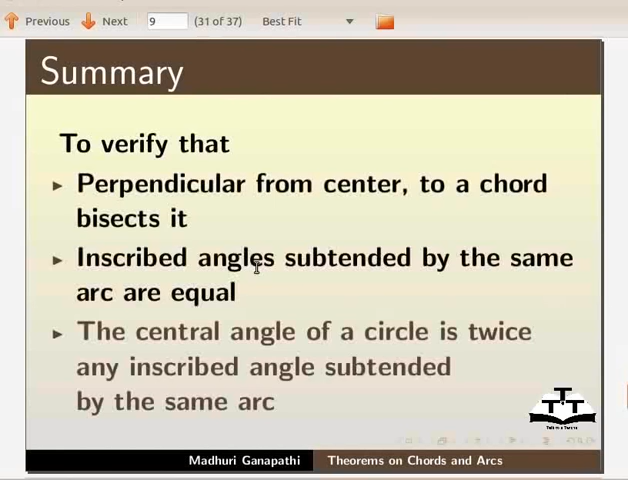 Previous Next 9 (31 of 37) Best Fit
Summary
To verify that
Perpendicular from center, to a chord
bisects it
Inscribed angles subtended by the same
arc are equal
The central angle of a circle is twice
any inscribed angle subtended
by the same arc
Madhuri Ganapathi Theorems on Chords and Arcs